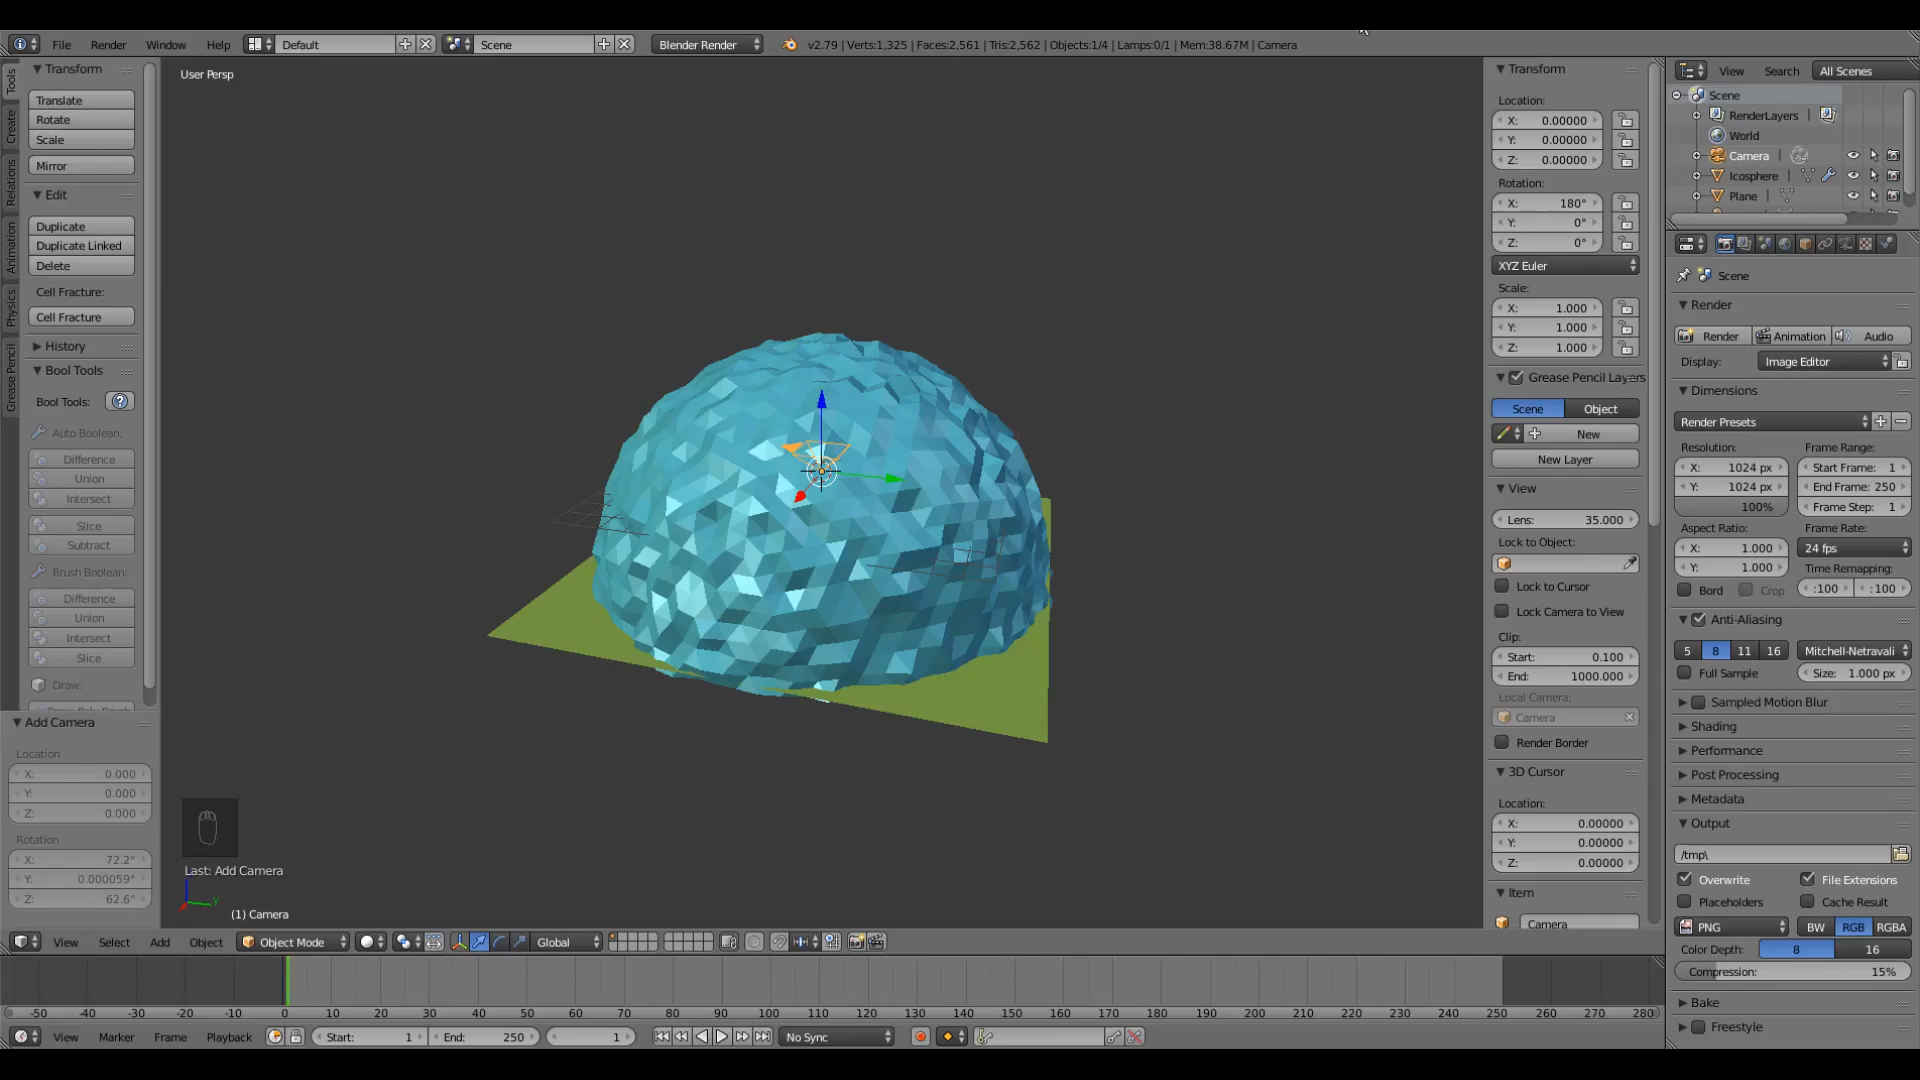 File Render Window Help Default Scene Blender Render v2.79 | Verts:1,325 | Faces:2,561 | Tris:2,562 | Objects:1/4 | Lamps:0/1 | Mem:38.67M | Camera
Tools
Create
Relations
Animation
Physics
Grease Pencil
Transform
Translate
Rotate
Scale
Mirror
Edit
Duplicate
Duplicate Linked
Delete
Cell Fracture:
Cell Fracture
History
Bool Tools
Bool Tools:
Auto Boolean:
Difference
Union
Intersect
Slice
Subtract
Brush Boolean:
Difference
Union
Intersect
Slice
Draw:
Add Camera
Location
X: 0.000
Y: 0.000
Z: 0.000
Rotation
X: 72.2°
Y: 0.000059°
Z: 62.6°
User Persp
Last: Add Camera
y
(1) Camera
Transform
Location:
X: 0.00000
Y: 0.00000
Z: 0.00000
Rotation:
X: 180°
Y: 0°
Z: 0°
XYZ Euler
Scale:
X: 1.000
Y: 1.000
Z: 1.000
Grease Pencil Layers
Scene Object
New
New Layer
View
Lens: 35.000
Lock to Object:
Lock to Cursor
Lock Camera to View
Clip:
Start: 0.100
End: 1000.000
Local Camera:
Camera
Render Border
3D Cursor
Location:
X: 0.00000
Y: 0.00000
Z: 0.00000
Item
Camera
View Search All Scenes
Scene
RenderLayers |
World
Camera |
Icosphere |
Plane |
Scene
Render
Render Animation Audio
Display: Image Editor
Dimensions
Render Presets
Resolution: Frame Range:
X: 1024 px Start Frame: 1
Y: 1024 px End Frame: 250
100% Frame Step: 1
Aspect Ratio: Frame Rate:
X: 1.000 24 fps
Y: 1.000 Time Remapping:
Bord Crop :100 :100
Anti-Aliasing
5 8 11 16 Mitchell-Netravali
Full Sample Size: 1.000 px
Sampled Motion Blur
Shading
Performance
Post Processing
Metadata
Output
/tmp\
Overwrite File Extensions
Placeholders Cache Result
PNG BW RGB RGBA
Color Depth: 8 16
Compression: 15%
Bake
Freestyle
View Select Add Object Object Mode Global
-50 -40 -30 -20 -10 0 10 20 30 40 50 60 70 80 90 100 110 120 130 140 150 160 170 180 190 200 210 220 230 240 250 260 270 280
View Marker Frame Playback Start: 1 End: 250 1 No Sync